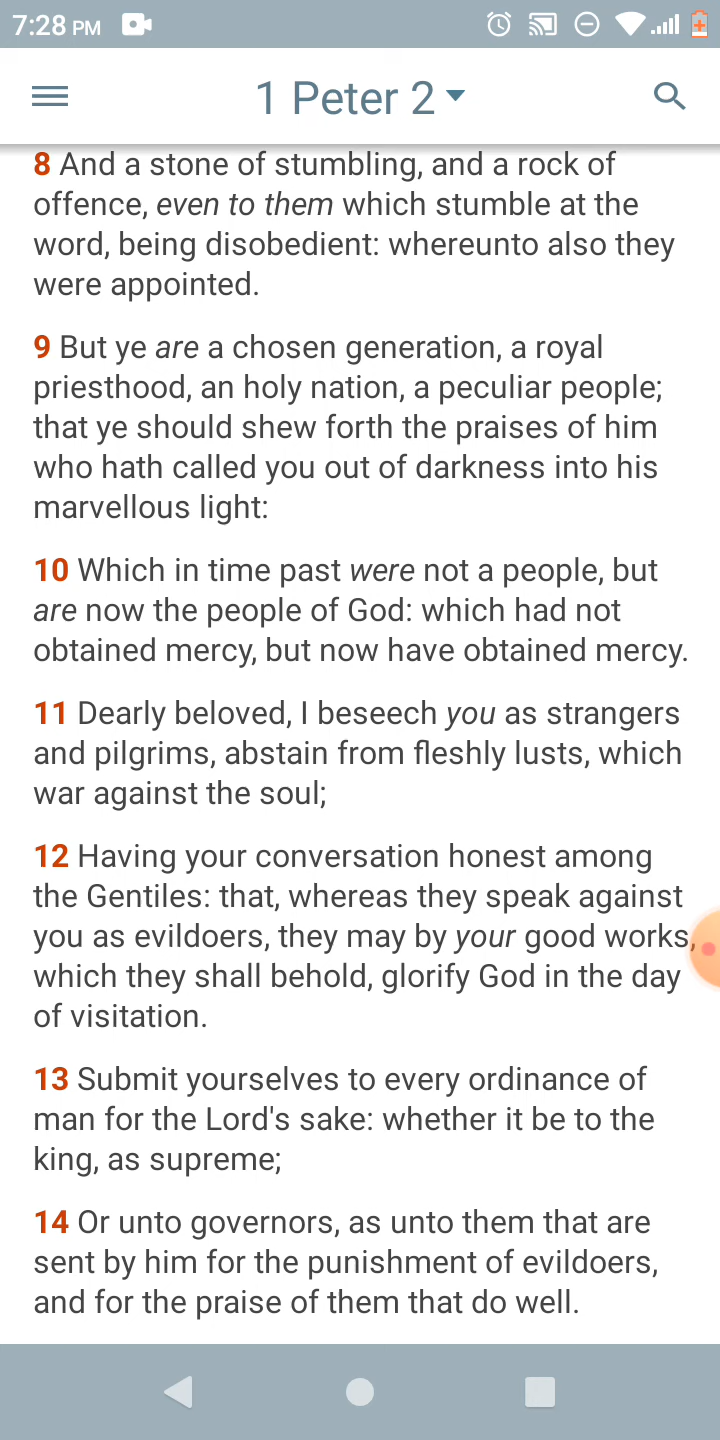 7:28 PM
1 Peter 2
8 And a stone of stumbling, and a rock of
offence, even to them which stumble at the
word, being disobedient: whereunto also they
were appointed.
9 But ye are a chosen generation, a royal
priesthood, an holy nation, a peculiar people;
that ye should shew forth the praises of him
who hath called you out of darkness into his
marvellous light:
10 Which in time past were not a people, but
are now the people of God: which had not
obtained mercy, but now have obtained mercy.
11 Dearly beloved, I beseech you as strangers
and pilgrims, abstain from fleshly lusts, which
war against the soul;
12 Having your conversation honest among
the Gentiles: that, whereas they speak against
you as evildoers, they may by your good works,
which they shall behold, glorify God in the day
of visitation.
13 Submit yourselves to every ordinance of
man for the Lord's sake: whether it be to the
king, as supreme;
14 Or unto governors, as unto them that are
sent by him for the punishment of evildoers,
and for the praise of them that do well.